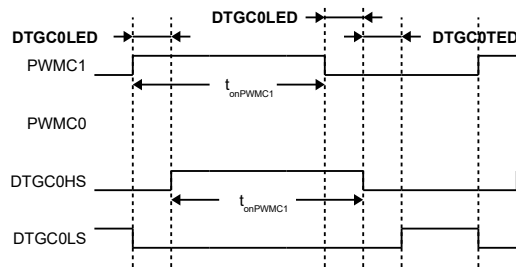 DTGC0LED
DTGC0LED
DTGC0TED
PWMC1
tonPWMC1
PWMC0
DTGC0HS
tonPWMC1
DTGC0LS